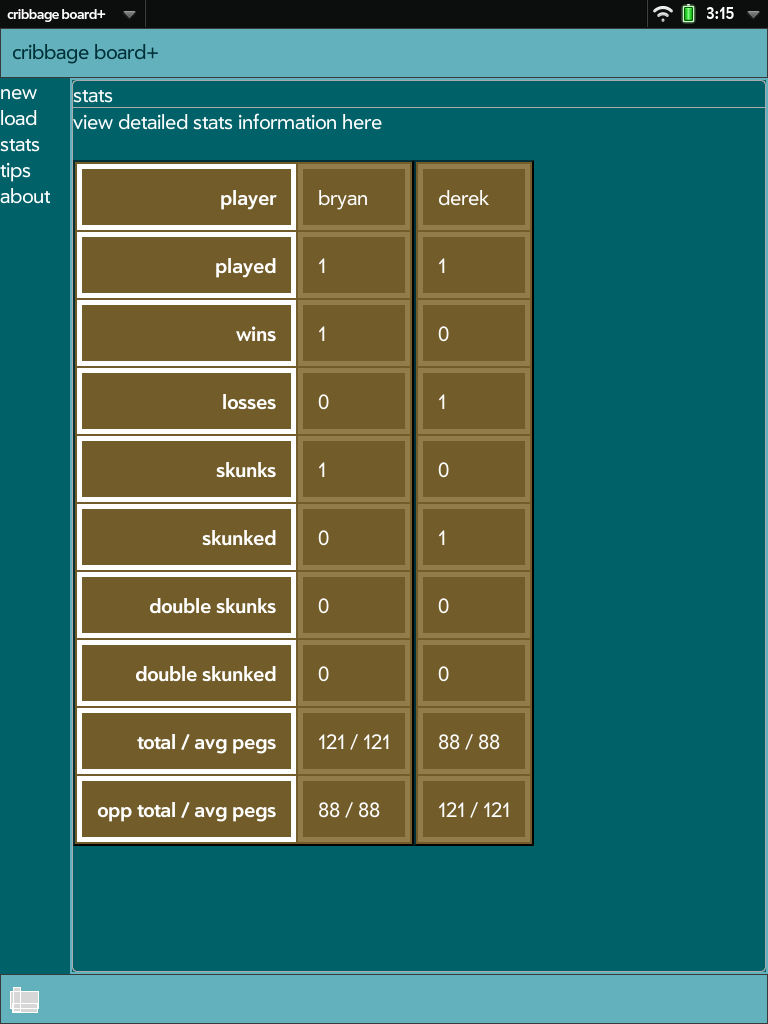 cribbage board+
3:15
cribbage board+
new
load
stats
tips
about
stats
view detailed stats information here
player bryan derek
played 1 1
wins 1 0
losses 0 1
skunks 1 0
skunked 0 1
double skunks 0 0
double skunked 0 0
total / avg pegs 121 / 121 88 / 88
opp total / avg pegs 88 / 88 121 / 121